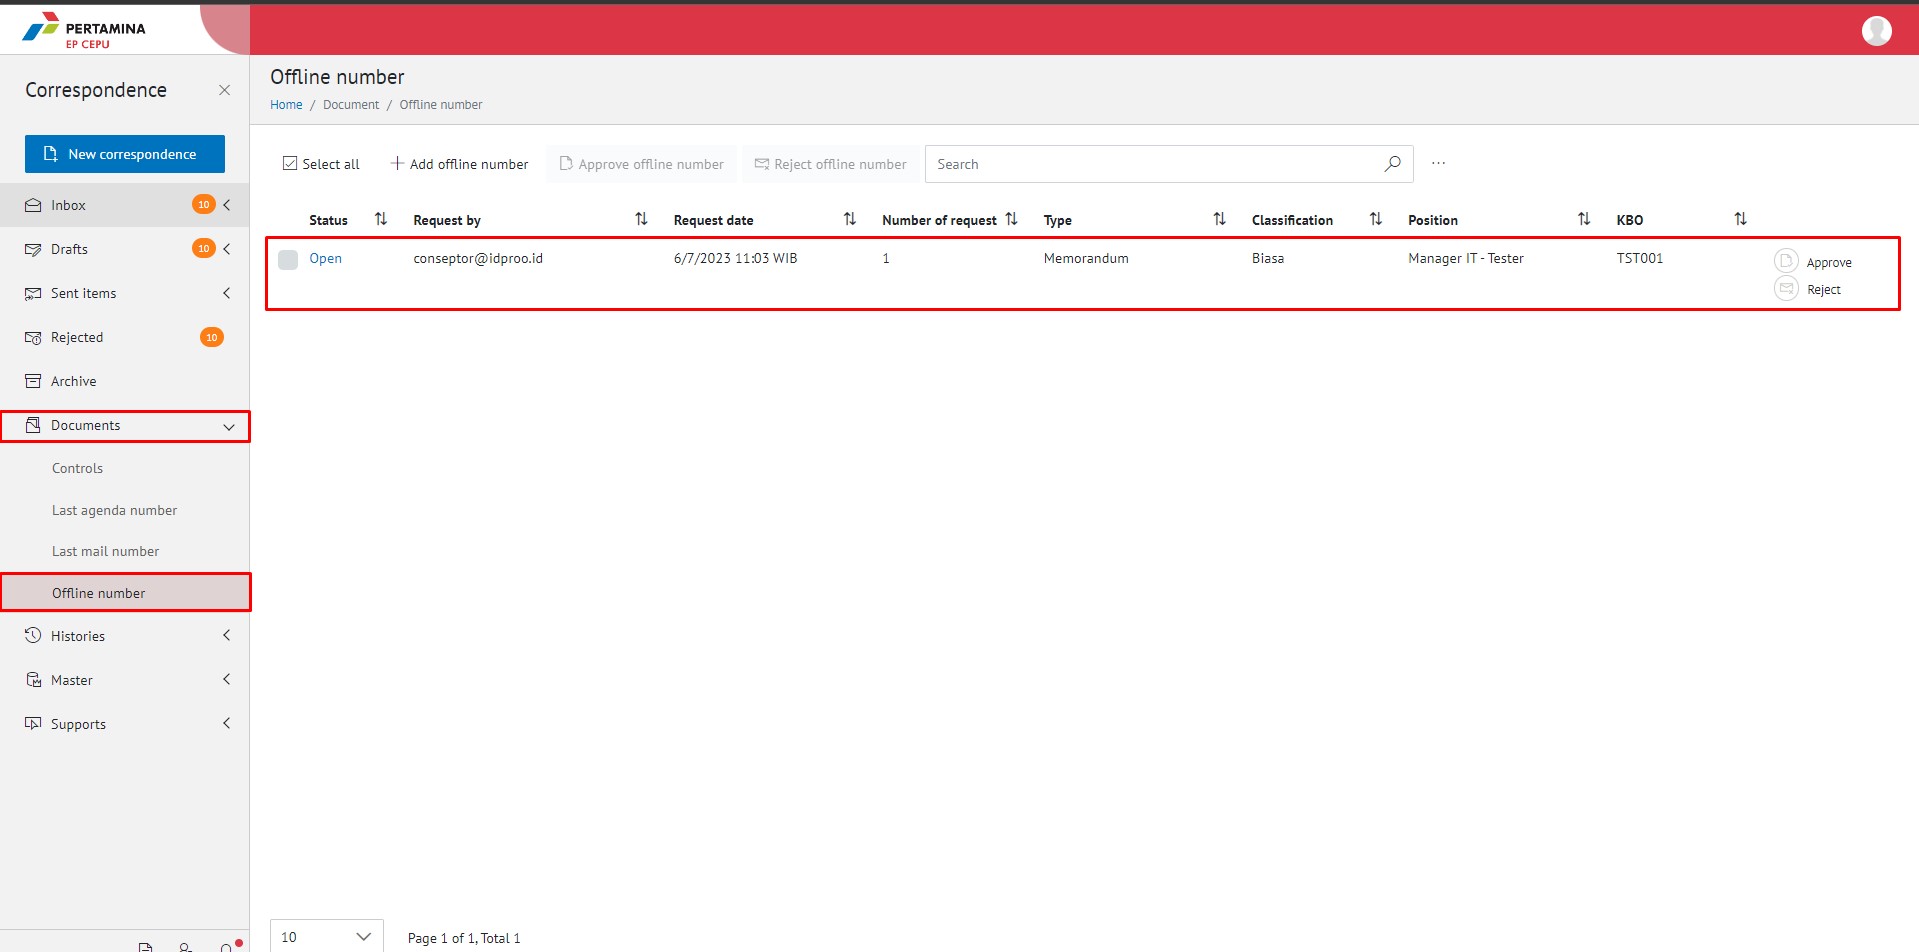 PERTAMINA
EP CEPU
Correspondence
New correspondence
Inbox 10
Drafts 10
Sent items
Rejected 10
Archive
Documents
Controls
Last agenda number
Last mail number
Offline number
Histories
Master
Supports
Offline number
Home / Document / Offline number
Select all Add offline number Approve offline number Reject offline number Search ...
Status Request by Request date Number of request Type Classification Position KBO
Open conseptor@idproo.id 6/7/2023 11:03 WIB 1 Memorandum Biasa Manager IT - Tester TST001 Approve
Reject
10 Page 1 of 1, Total 1